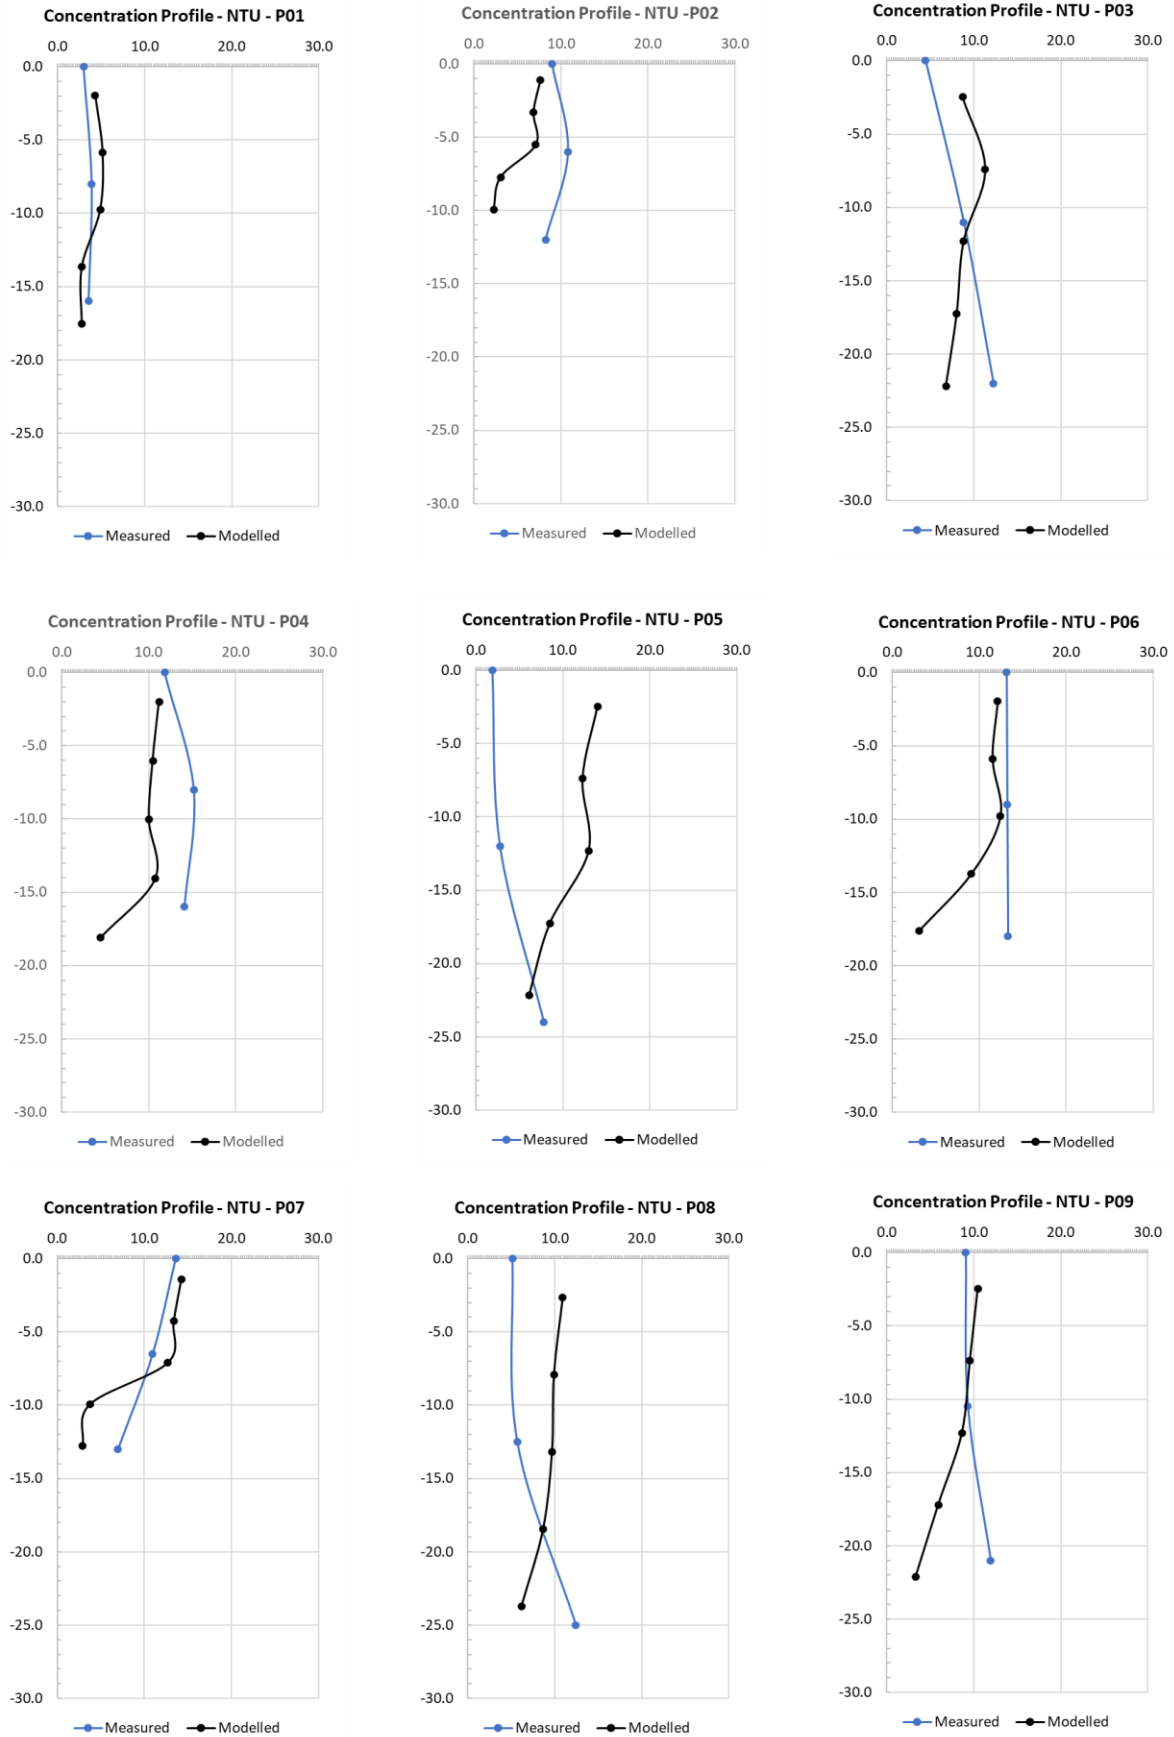 Concentration Profile - NTU - P01
0.0 10.0 20.0 30.0
0.0
-5.0
-10.0
-15.0
-20.0
-25.0
-30.0
Measured Modelled
Concentration Profile - NTU -P02
0.0 10.0 20.0 30.0
0.0
-5.0
-10.0
-15.0
-20.0
-25.0
-30.0
Measured Modelled
Concentration Profile - NTU - P03
0.0 10.0 20.0 30.0
0.0
-5.0
-10.0
-15.0
-20.0
-25.0
-30.0
Measured Modelled
Concentration Profile - NTU - P04
0.0 10.0 20.0 30.0
0.0
-5.0
-10.0
-15.0
-20.0
-25.0
-30.0
Measured Modelled
Concentration Profile - NTU - P05
0.0 10.0 20.0 30.0
0.0
-5.0
-10.0
-15.0
-20.0
-25.0
-30.0
Measured Modelled
Concentration Profile - NTU - P06
0.0 10.0 20.0 30.0
0.0
-5.0
-10.0
-15.0
-20.0
-25.0
-30.0
Measured Modelled
Concentration Profile - NTU - P07
0.0 10.0 20.0 30.0
0.0
-5.0
-10.0
-15.0
-20.0
-25.0
-30.0
Measured Modelled
Concentration Profile - NTU - P08
0.0 10.0 20.0 30.0
0.0
-5.0
-10.0
-15.0
-20.0
-25.0
-30.0
Measured Modelled
Concentration Profile - NTU - P09
0.0 10.0 20.0 30.0
0.0
-5.0
-10.0
-15.0
-20.0
-25.0
-30.0
Measured Modelled